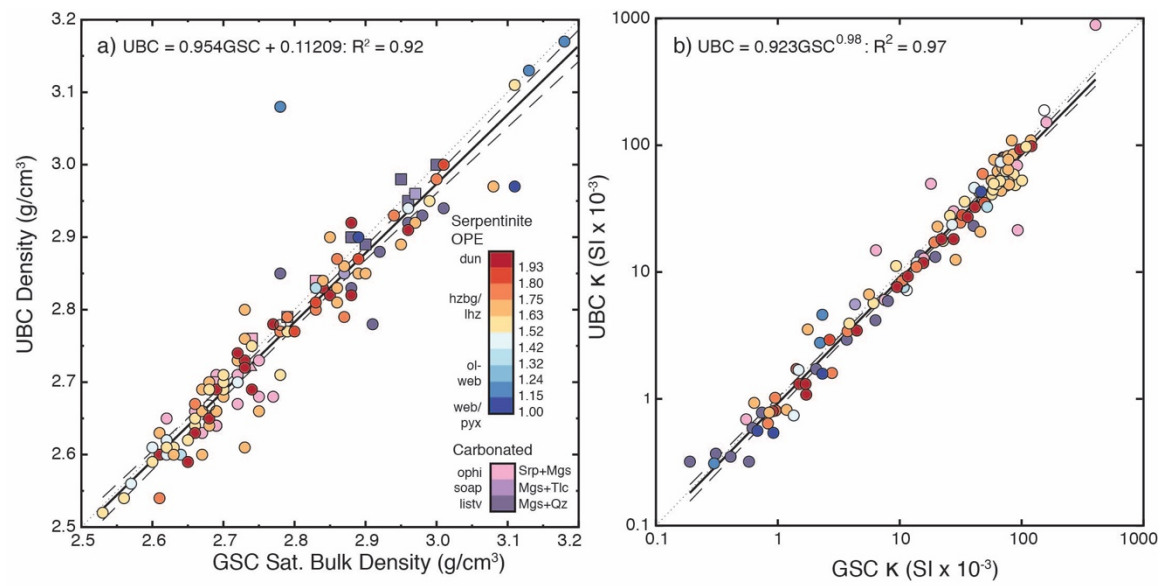 3.2
a) UBC = 0.954GSC + 0.11209: R² = 0.92
3.1
3.0
2.9
2.8
2.7
2.6
2.5
UBC Density (g/cm³)
2.5 2.6 2.7 2.8 2.9 3.0 3.1 3.2
GSC Sat. Bulk Density (g/cm³)
Serpentinite
OPE
dun
1.93
1.80
hzbg/
lhz
1.75
1.63
1.52
1.42
ol-
web
1.32
1.24
1.15
web/
pyx
1.00
Carbonated
ophi Srp+Mgs
soap Mgs+Tlc
listv Mgs+Qz
1000
b) UBC = 0.923GSC^0.98 : R² = 0.97
100
10
1
0.1
UBC κ (SI x 10⁻³)
0.1 1 10 100 1000
GSC κ (SI x 10⁻³)